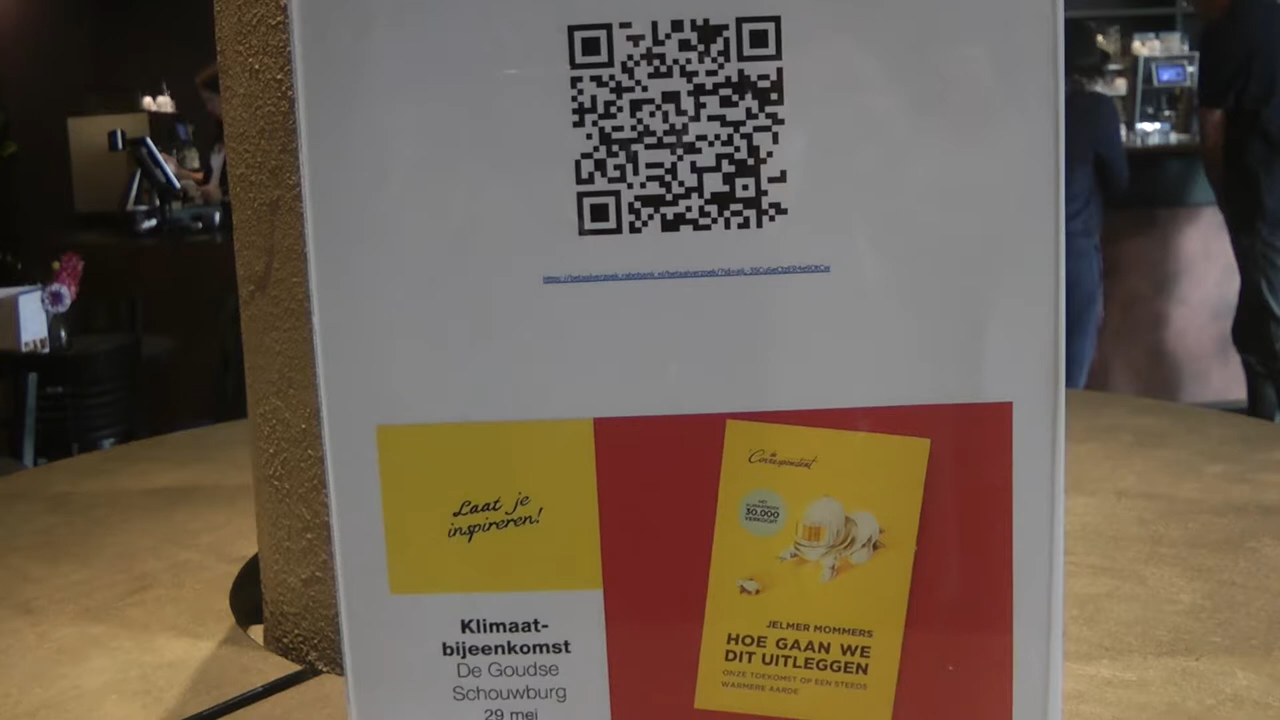 Laat je
inspireren!
Klimaat-
bijeenkomst
De Goudse
Schouwburg
29 mei
de
Correspondent
30.000
VERKOCHT
JELMER MOMMERS
HOE GAAN WE
DIT UITLEGGEN
ONZE TOEKOMST OP EEN STEEDS
WARMERE AARDE